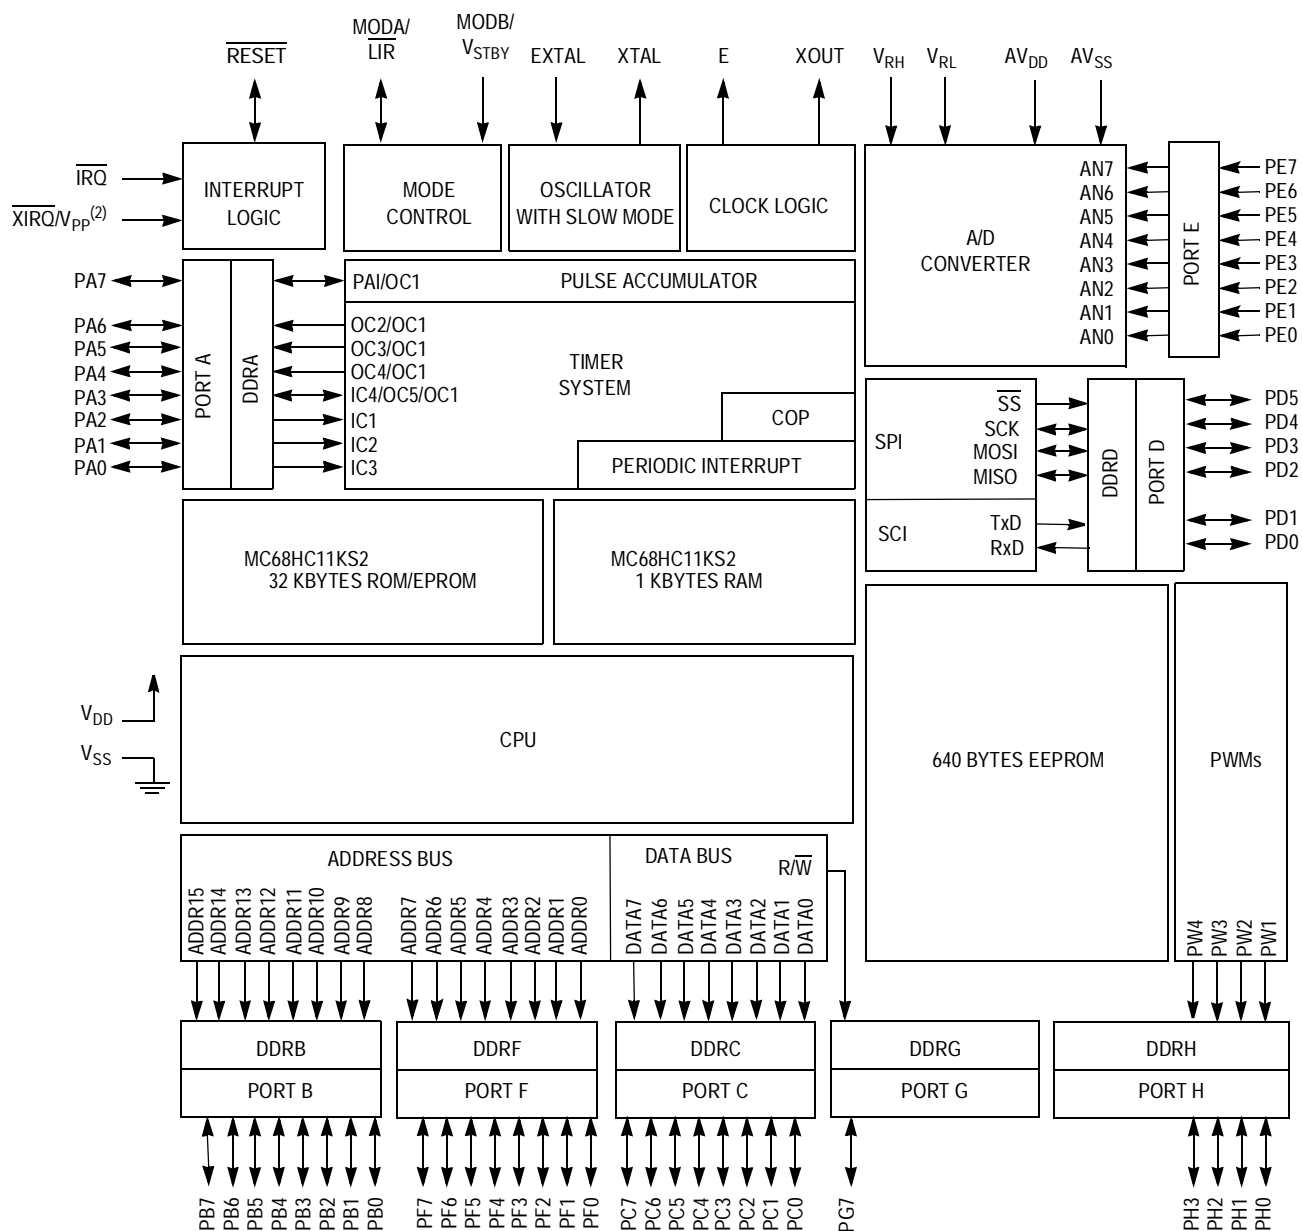 RESET
MODA/
LIR
MODB/
VSTBY
EXTAL
XTAL
E
XOUT
VRH
VRL
AVDD
AVSS
IRQ
XIRQ/VPP(2)
INTERRUPT
LOGIC
MODE
CONTROL
OSCILLATOR
WITH SLOW MODE
CLOCK LOGIC
A/D
CONVERTER
AN7
AN6
AN5
AN4
AN3
AN2
AN1
AN0
PORT E
PE7
PE6
PE5
PE4
PE3
PE2
PE1
PE0
PA7
PA6
PA5
PA4
PA3
PA2
PA1
PA0
PORT A
DDRA
PAI/OC1
PULSE ACCUMULATOR
OC2/OC1
OC3/OC1
OC4/OC1
IC4/OC5/OC1
IC1
IC2
IC3
TIMER
SYSTEM
COP
PERIODIC INTERRUPT
SPI
SS
SCK
MOSI
MISO
SCI
TxD
RxD
DDRD
PORT D
PD5
PD4
PD3
PD2
PD1
PD0
MC68HC11KS2
32 KBYTES ROM/EPROM
MC68HC11KS2
1 KBYTES RAM
VDD
VSS
CPU
640 BYTES EEPROM
PWMs
PW4
PW3
PW2
PW1
ADDRESS BUS
DATA BUS
R/W
ADDR15
ADDR14
ADDR13
ADDR12
ADDR11
ADDR10
ADDR9
ADDR8
ADDR7
ADDR6
ADDR5
ADDR4
ADDR3
ADDR2
ADDR1
ADDR0
DATA7
DATA6
DATA5
DATA4
DATA3
DATA2
DATA1
DATA0
DDRB
PORT B
DDRF
PORT F
DDRC
PORT C
DDRG
PORT G
DDRH
PORT H
PB7
PB6
PB5
PB4
PB3
PB2
PB1
PB0
PF7
PF6
PF5
PF4
PF3
PF2
PF1
PF0
PC7
PC6
PC5
PC4
PC3
PC2
PC1
PC0
PG7
PH3
PH2
PH1
PH0